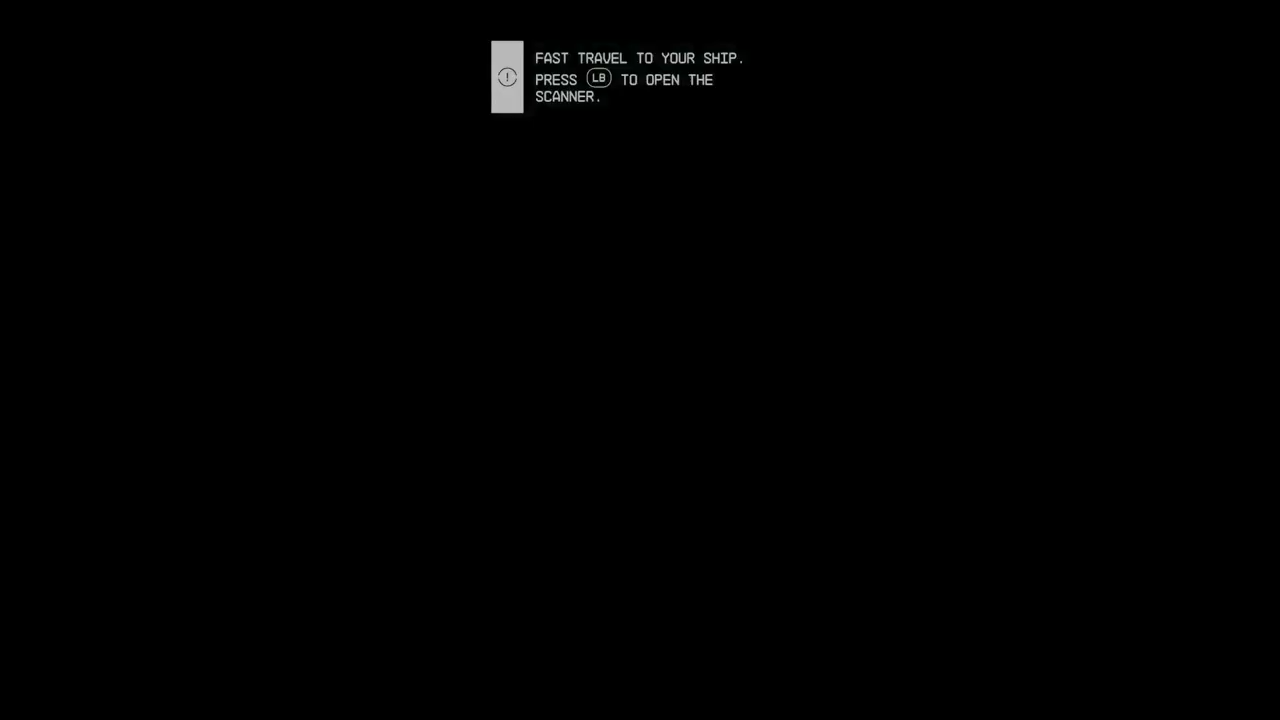 FAST TRAVEL TO YOUR SHIP.
PRESS LB TO OPEN THE
SCANNER.